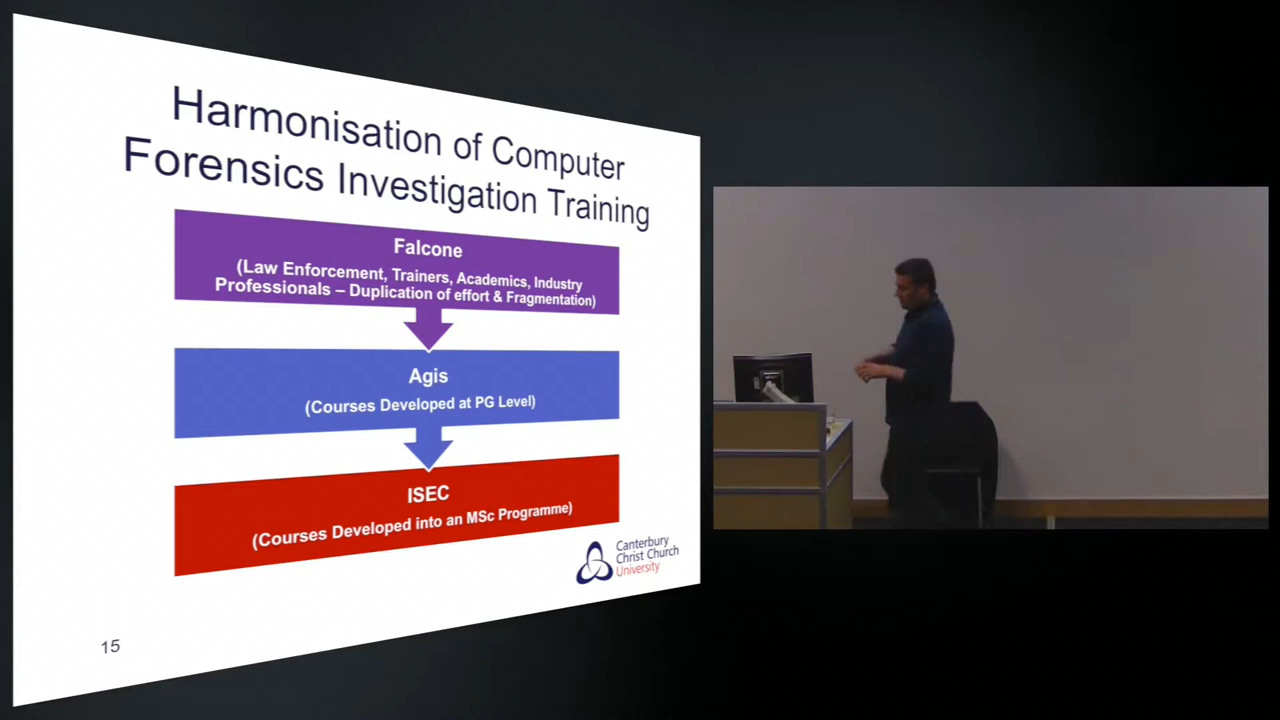 Harmonisation of Computer
Forensics Investigation Training
Falcone
(Law Enforcement, Trainers, Academics, Industry
Professionals – Duplication of effort & Fragmentation)
Agis
(Courses Developed at PG Level)
ISEC
(Courses Developed into an MSc Programme)
Canterbury
Christ Church
University
15